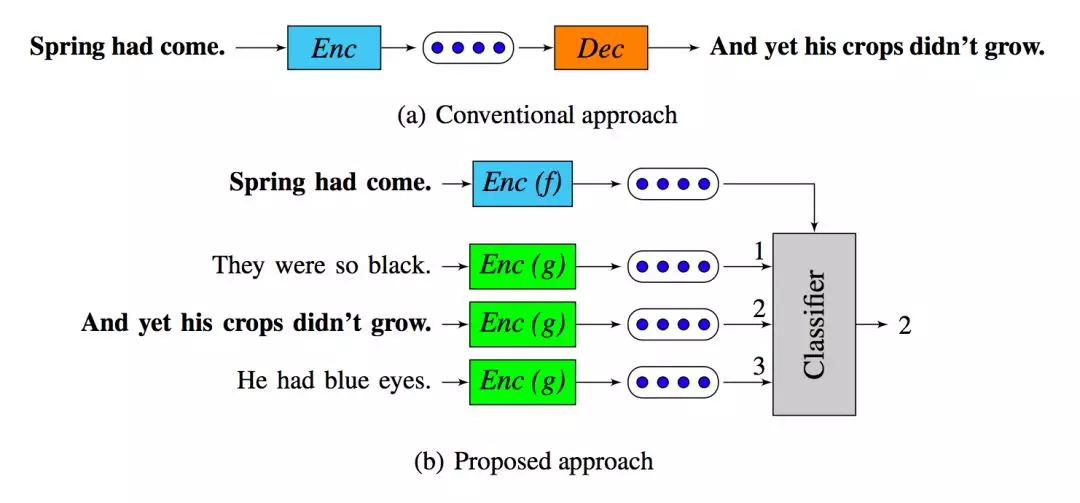 Spring had come. Enc Dec And yet his crops didn't grow.
(a) Conventional approach
Spring had come. Enc (f)
They were so black. Enc (g) 1
And yet his crops didn't grow. Enc (g) 2 Classifier 2
He had blue eyes. Enc (g) 3
(b) Proposed approach